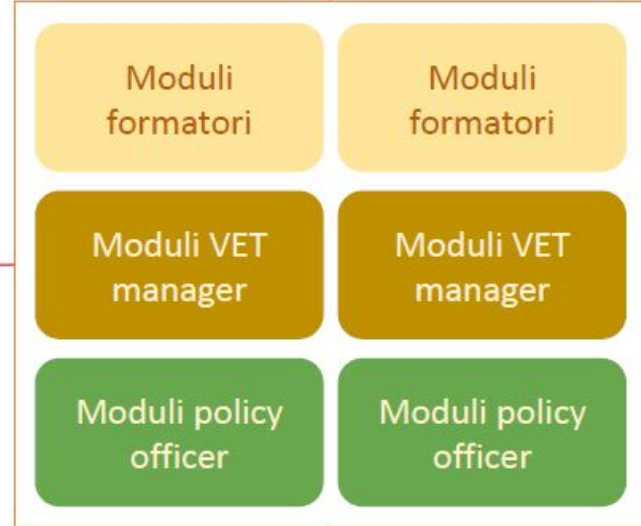 Moduli
formatori
Moduli
formatori
Moduli VET
manager
Moduli VET
manager
Moduli policy
officer
Moduli policy
officer